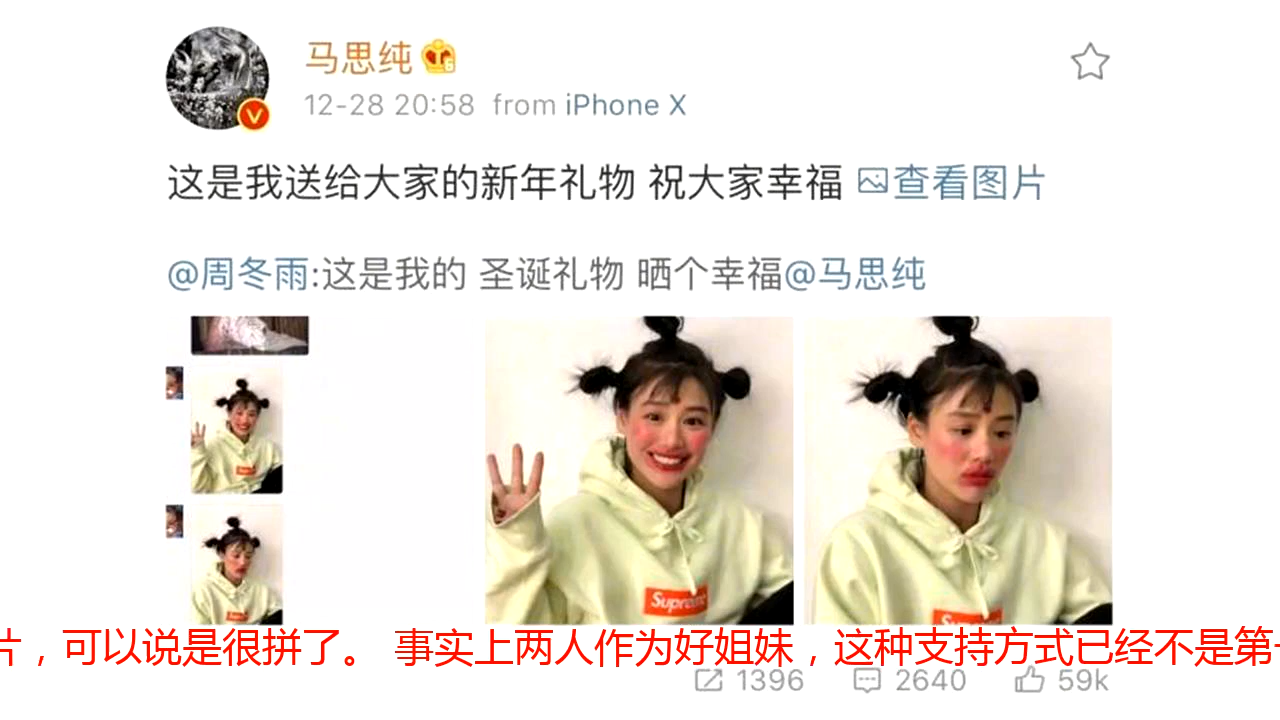 马思纯
12-28 20:58 from iPhone X
这是我送给大家的新年礼物 祝大家幸福 查看图片
@周冬雨:这是我的 圣诞礼物 晒个幸福@马思纯
Supreme
片，可以说是很拼了。 事实上两人作为好姐妹，这种支持方式已经不是第
1396 2640 59k